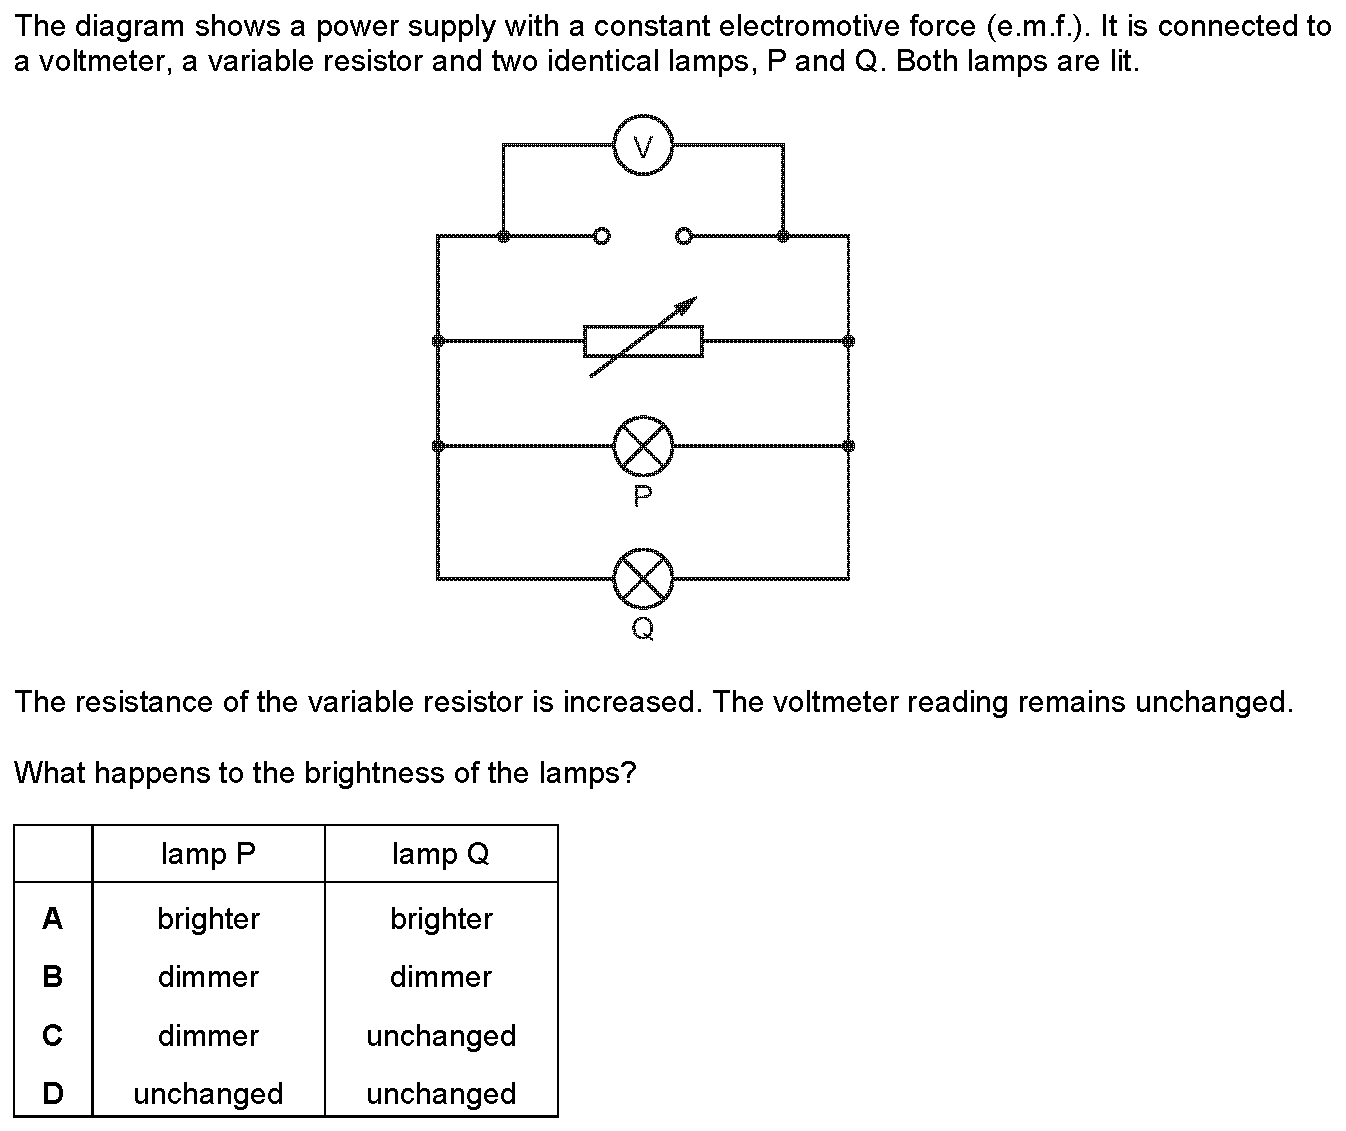 The diagram shows a power supply with a constant electromotive force (e.m.f.). It is connected to
a voltmeter, a variable resistor and two identical lamps, P and Q. Both lamps are lit.
V
P
Q
The resistance of the variable resistor is increased. The voltmeter reading remains unchanged.
What happens to the brightness of the lamps?
lamp P lamp Q
A brighter brighter
B dimmer dimmer
C dimmer unchanged
D unchanged unchanged